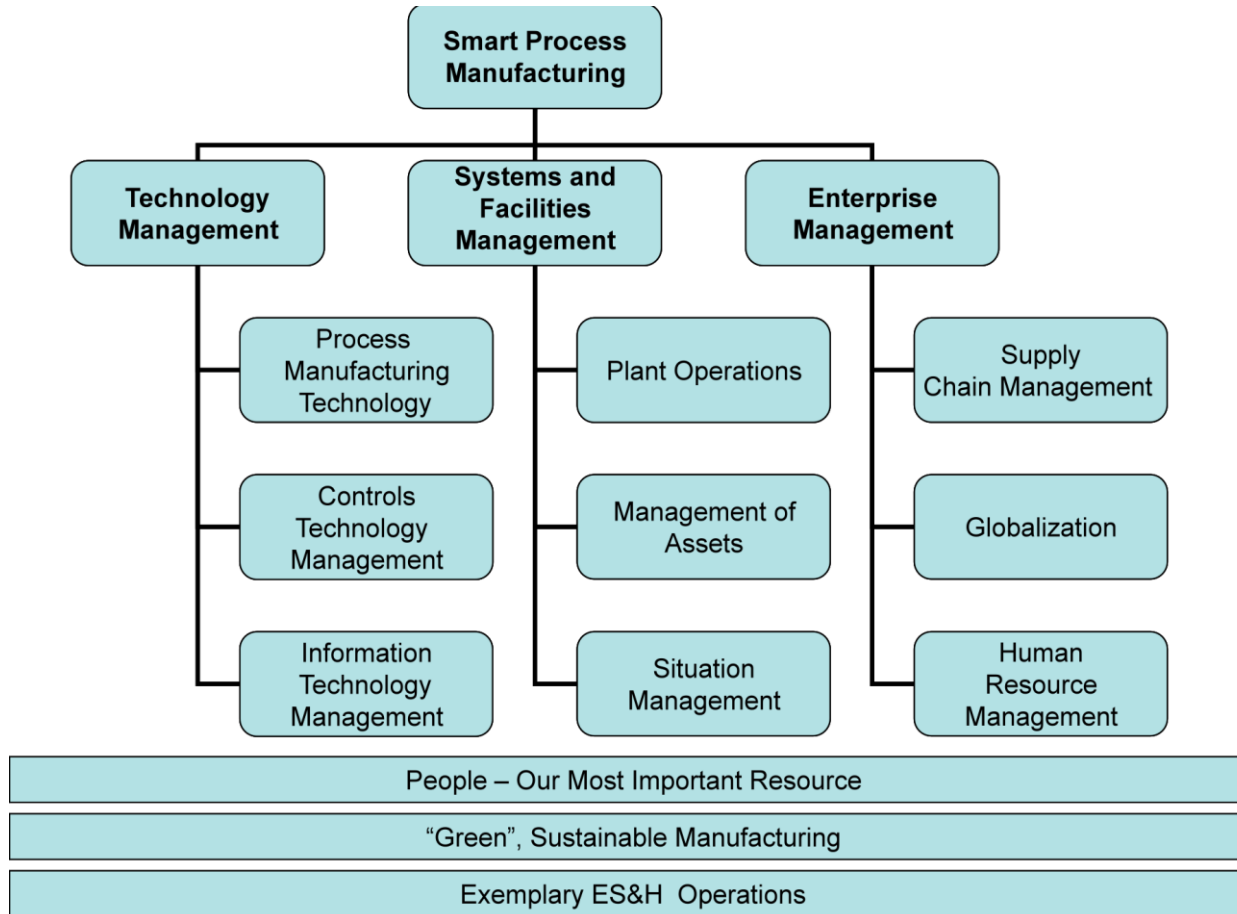 Smart Process
Manufacturing
Technology
Management
Systems and
Facilities
Management
Enterprise
Management
Process
Manufacturing
Technology
Plant Operations
Supply
Chain Management
Controls
Technology
Management
Management of
Assets
Globalization
Information
Technology
Management
Situation
Management
Human
Resource
Management
People – Our Most Important Resource
“Green”, Sustainable Manufacturing
Exemplary ES&H Operations